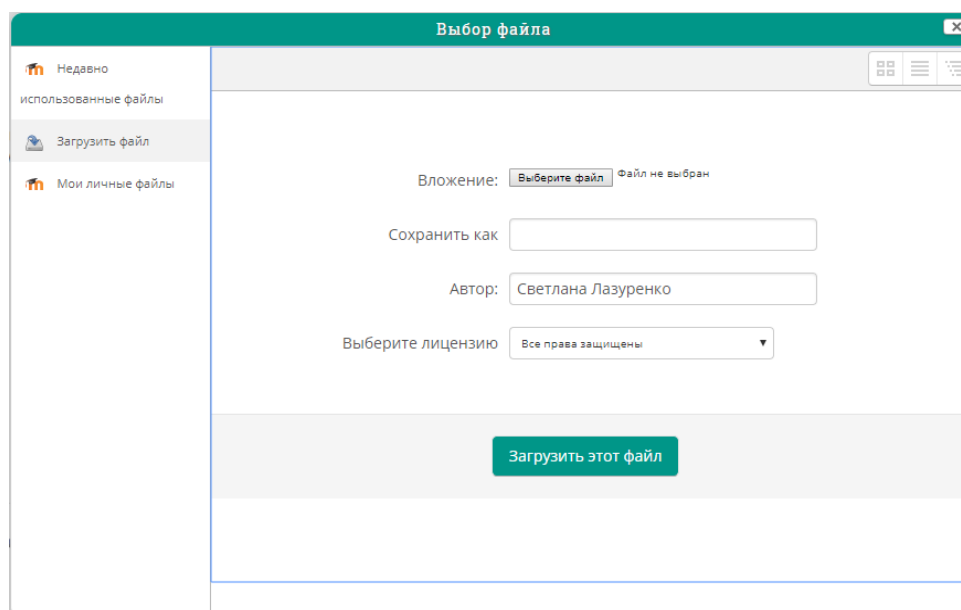 Выбор файла
Недавно
использованные файлы
Загрузить файл
Мои личные файлы
Вложение: Выберите файл Файл не выбран
Сохранить как
Автор: Светлана Лазуренко
Выберите лицензию Все права защищены
Загрузить этот файл